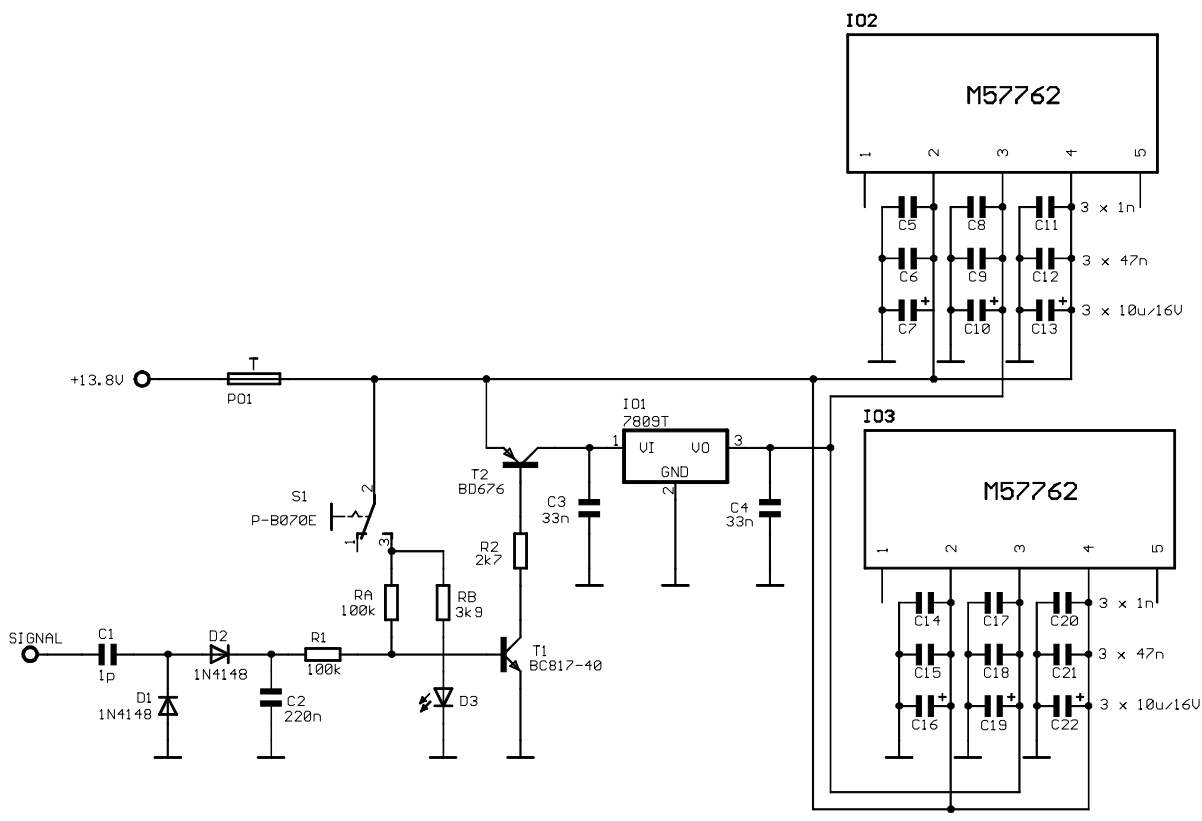 IO2
M57762
1
2
3
4
5
C5
C8
C11
3 x 1n
C6
C9
C12
3 x 47n
C7
+
C10
+
C13
+
3 x 10u/16V
+13.8V
T
PO1
IO1
7809T
1
VI
VO
3
GND
2
T2
BD676
C3
33n
C4
33n
S1
P-B070E
2
1
3
R2
2k7
RA
100k
RB
3k9
IO3
M57762
1
2
3
4
5
C14
C17
C20
3 x 1n
C15
C18
C21
3 x 47n
C16
+
C19
+
C22
+
3 x 10u/16V
SIGNAL
C1
1p
D2
1N4148
R1
100k
T1
BC817-40
D1
1N4148
C2
220n
D3